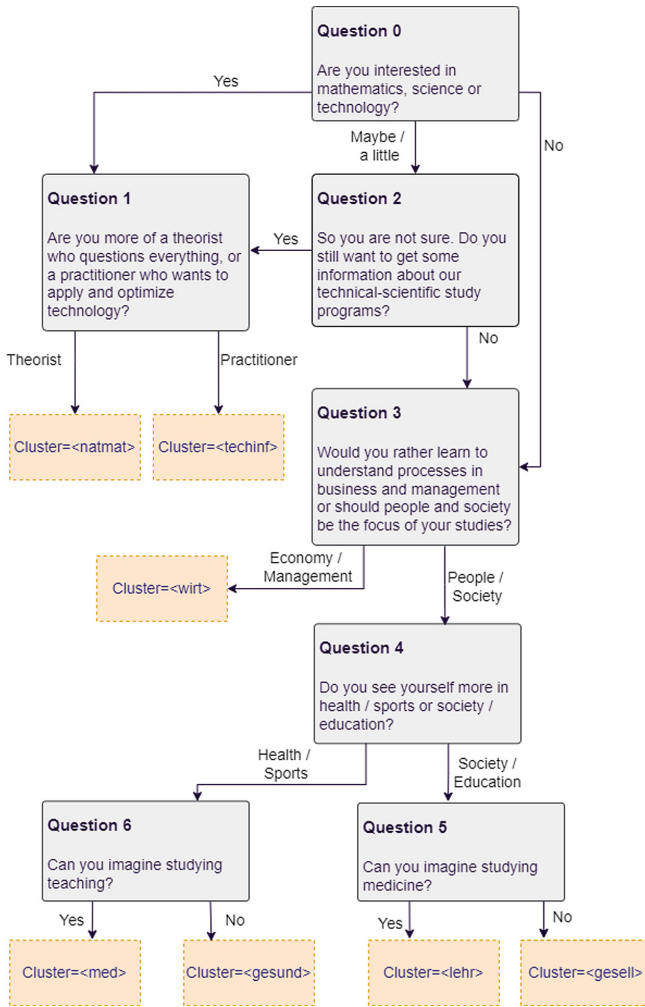 Question 0
Are you interested in
mathematics, science or
technology?
Yes
Maybe /
a little
No
Question 1
Are you more of a theorist
who questions everything, or
a practitioner who wants to
apply and optimize
technology?
Yes
Question 2
So you are not sure. Do you
still want to get some
information about our
technical-scientific study
programs?
Theorist
Practitioner
No
Cluster=<natmat>
Cluster=<techinf>
Question 3
Would you rather learn to
understand processes in
business and management
or should people and society
be the focus of your studies?
Economy /
Management
People /
Society
Cluster=<wirt>
Question 4
Do you see yourself more in
health / sports or society /
education?
Health /
Sports
Society /
Education
Question 6
Can you imagine studying
teaching?
Question 5
Can you imagine studying
medicine?
Yes
No
Yes
No
Cluster=<med>
Cluster=<gesund>
Cluster=<lehr>
Cluster=<gesell>